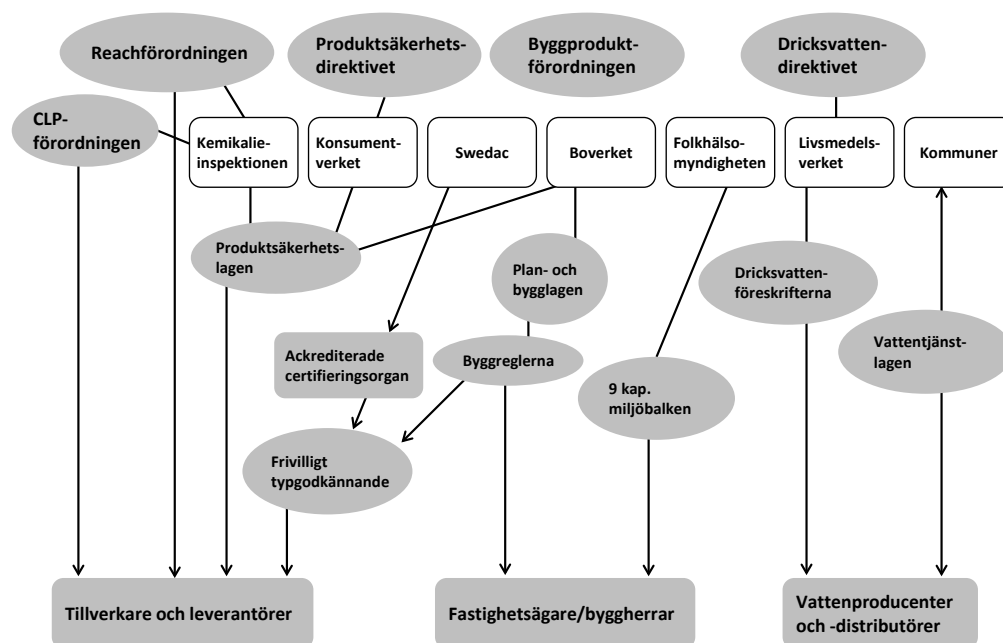 Reachförordningen
Produktsäkerhets-
direktivet
Byggprodukt-
förordningen
Dricksvatten-
direktivet
CLP-
förordningen
Kemikalie-
inspektionen
Konsument-
verket
Swedac
Boverket
Folkhälso-
myndigheten
Livsmedels-
verket
Kommuner
Produktsäkerhets-
lagen
Plan- och
bygglagen
Dricksvatten-
föreskrifterna
Vattentjänst-
lagen
Ackrediterade
certifieringsorgan
Byggreglerna
9 kap.
miljöbalken
Frivilligt
typgodkännande
Tillverkare och leverantörer
Fastighetsägare/byggherrar
Vattenproducenter
och -distributörer